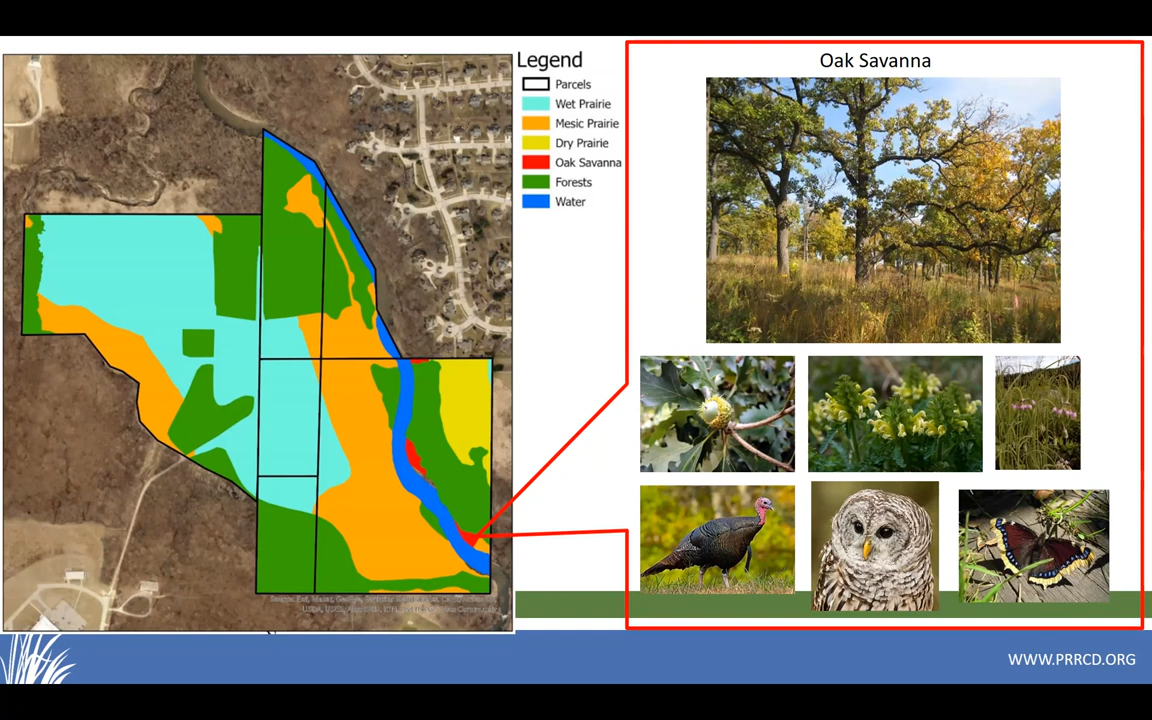 Legend
Parcels
Wet Prairie
Mesic Prairie
Dry Prairie
Oak Savanna
Forests
Water
Oak Savanna
WWW.PRRCD.ORG